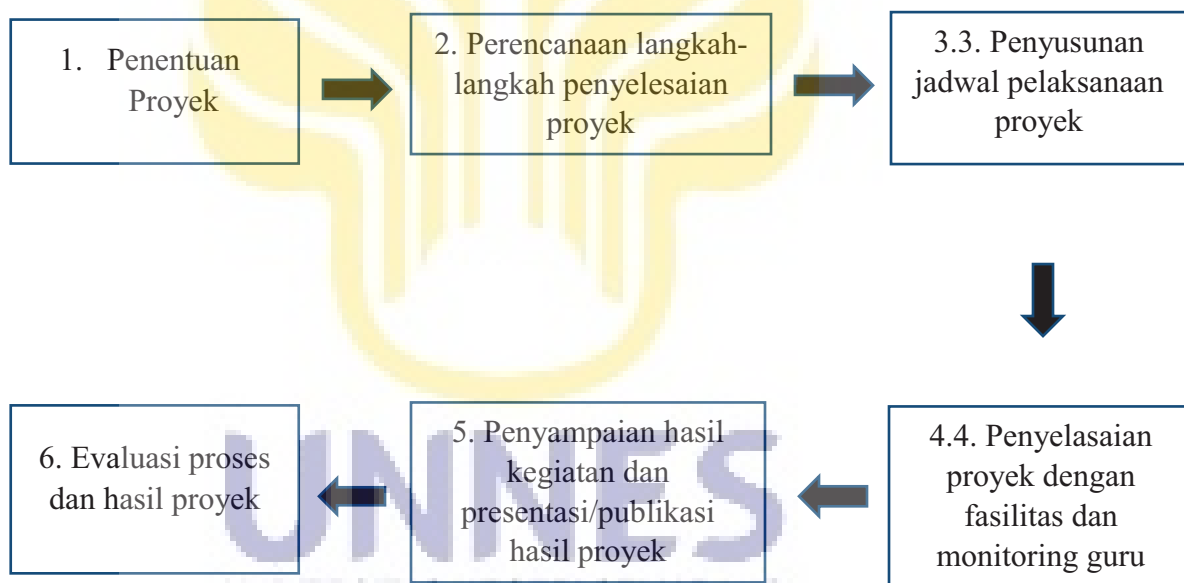 1. Penentuan
Proyek
2. Perencanaan langkah-
langkah penyelesaian
proyek
3.3. Penyusunan
jadwal pelaksanaan
proyek
4.4. Penyelasaian
proyek dengan
fasilitas dan
monitoring guru
5. Penyampaian hasil
kegiatan dan
presentasi/publikasi
hasil proyek
6. Evaluasi proses
dan hasil proyek
UNNES